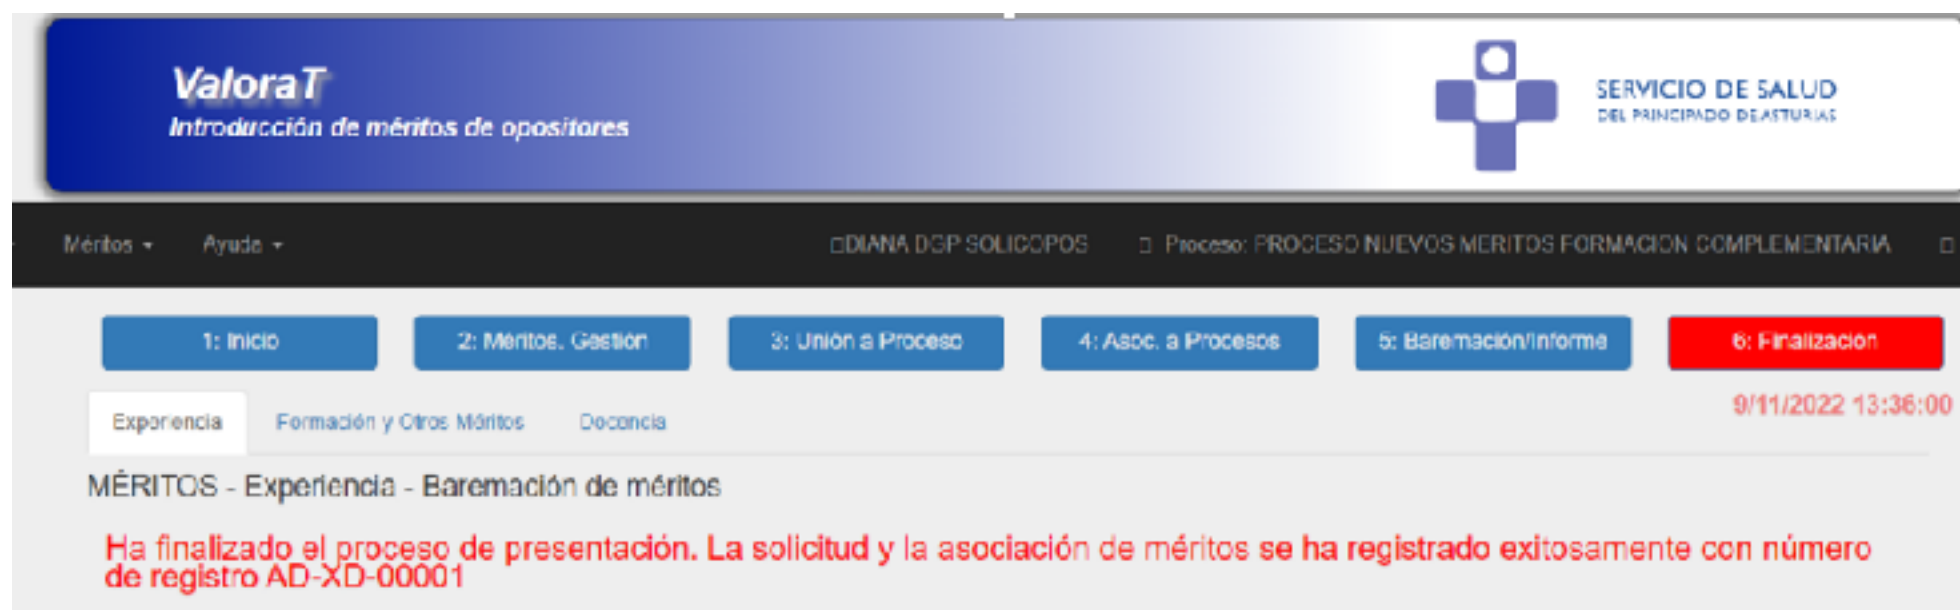 ValoraT
Introducción de méritos de opositores
SERVICIO DE SALUD
DEL PRINCIPADO DE ASTURIAS
Méritos Ayuda DIANA DGP SOLICOPOS Proceso: PROCESO NUEVOS MERITOS FORMACION COMPLEMENTARIA
1: Inicio 2: Méritos. Gestión 3: Unión a Proceso 4: Asoc. a Procesos 5: Baremación/Informe 6: Finalización
9/11/2022 13:36:00
Experiencia Formación y Otros Méritos Docencia
MÉRITOS - Experiencia - Baremación de méritos
Ha finalizado el proceso de presentación. La solicitud y la asociación de méritos se ha registrado exitosamente con número
de registro AD-XD-00001